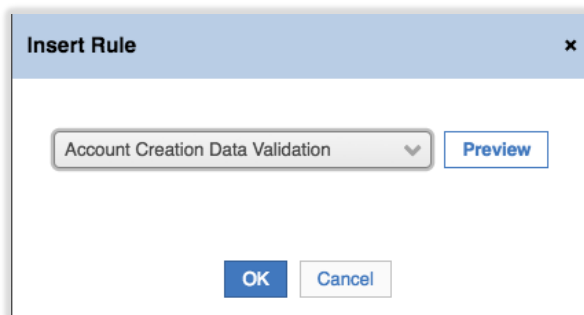 Insert Rule ×
Account Creation Data Validation Preview
OK Cancel